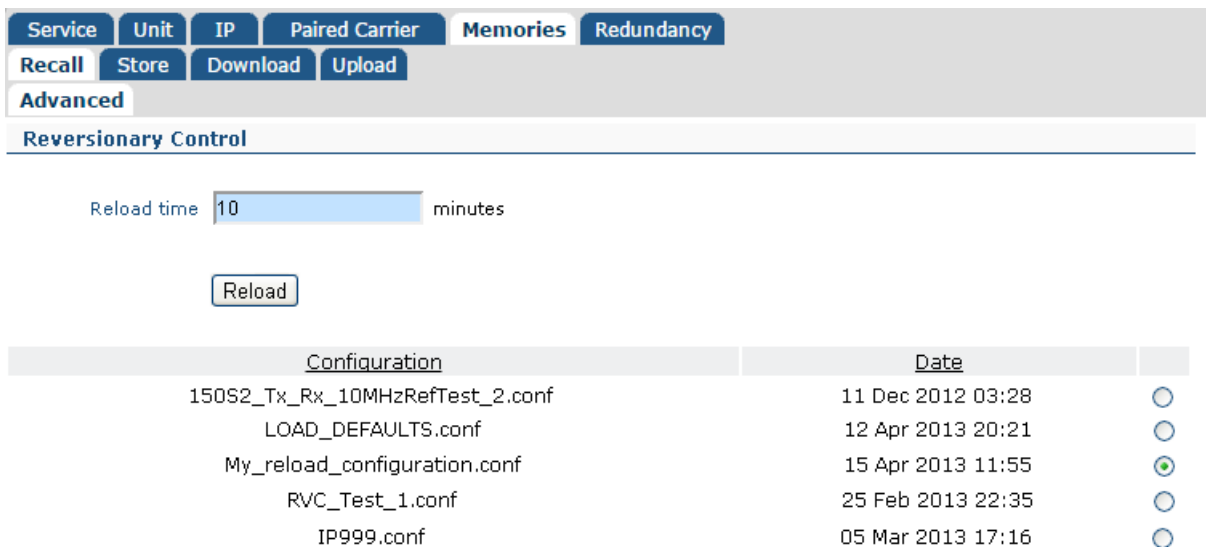 Service Unit IP Paired Carrier Memories Redundancy
Recall Store Download Upload
Advanced
Reversionary Control
Reload time 10 minutes
Reload
Configuration Date
150S2_Tx_Rx_10MHzRefTest_2.conf 11 Dec 2012 03:28
LOAD_DEFAULTS.conf 12 Apr 2013 20:21
My_reload_configuration.conf 15 Apr 2013 11:55
RVC_Test_1.conf 25 Feb 2013 22:35
IP999.conf 05 Mar 2013 17:16